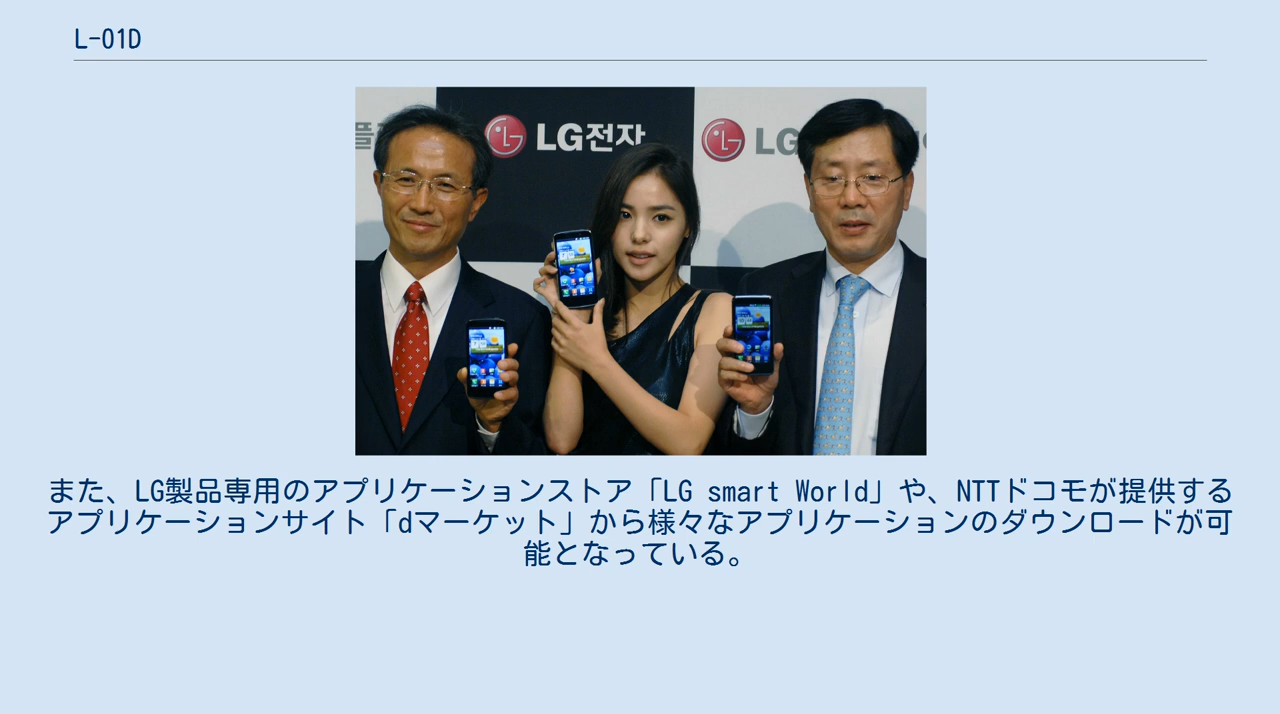 L-01D
LG전자
LG
また、LG製品専用のアプリケーションストア「LG smart World」や、NTTドコモが提供する
アプリケーションサイト「dマーケット」から様々なアプリケーションのダウンロードが可
能となっている。